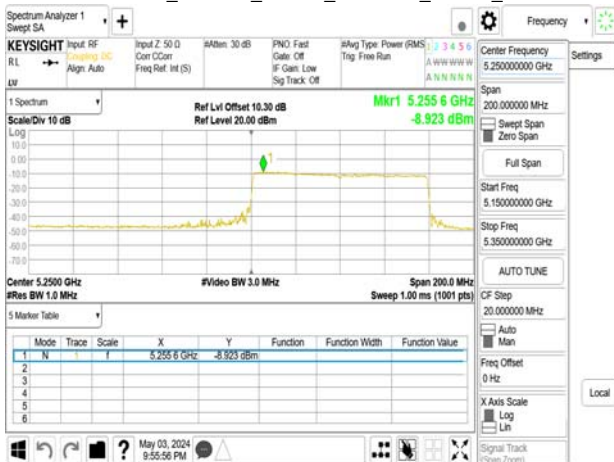 Spectrum Analyzer 1
Swept SA
+
Frequency
KEYSIGHT
RL
Input: RF
Coupling: DC
Align: Auto
Input Z: 50 Ω
Corr CCorr
Freq Ref: Int (S)
#Atten: 30 dB
PNO: Fast
Gate: Off
IF Gain: Low
Sig Track: Off
#Avg Type: Power (RMS
Trig: Free Run
1 2 3 4 5 6
A W W W W W
A N N N N N
1 Spectrum
Scale/Div 10 dB
Ref Lvl Offset 10.30 dB
Ref Level 20.00 dBm
Mkr1 5.255 6 GHz
-8.923 dBm
Log
10.0
0.00
-10.0
-20.0
-30.0
-40.0
-50.0
-60.0
-70.0
1
Center 5.2500 GHz
#Res BW 1.0 MHz
#Video BW 3.0 MHz
Span 200.0 MHz
Sweep 1.00 ms (1001 pts)
5 Marker Table
Mode Trace Scale X Y Function Function Width Function Value
1 N 1 f 5.255 6 GHz -8.923 dBm
2
3
4
5
6
May 03, 2024
9:55:56 PM
Center Frequency
5.250000000 GHz
Span
200.000000 MHz
Swept Span
Zero Span
Full Span
Start Freq
5.150000000 GHz
Stop Freq
5.350000000 GHz
AUTO TUNE
CF Step
20.000000 MHz
Auto
Man
Freq Offset
0 Hz
X Axis Scale
Log
Lin
Signal Track
(Span Zoom)
Settings
Local